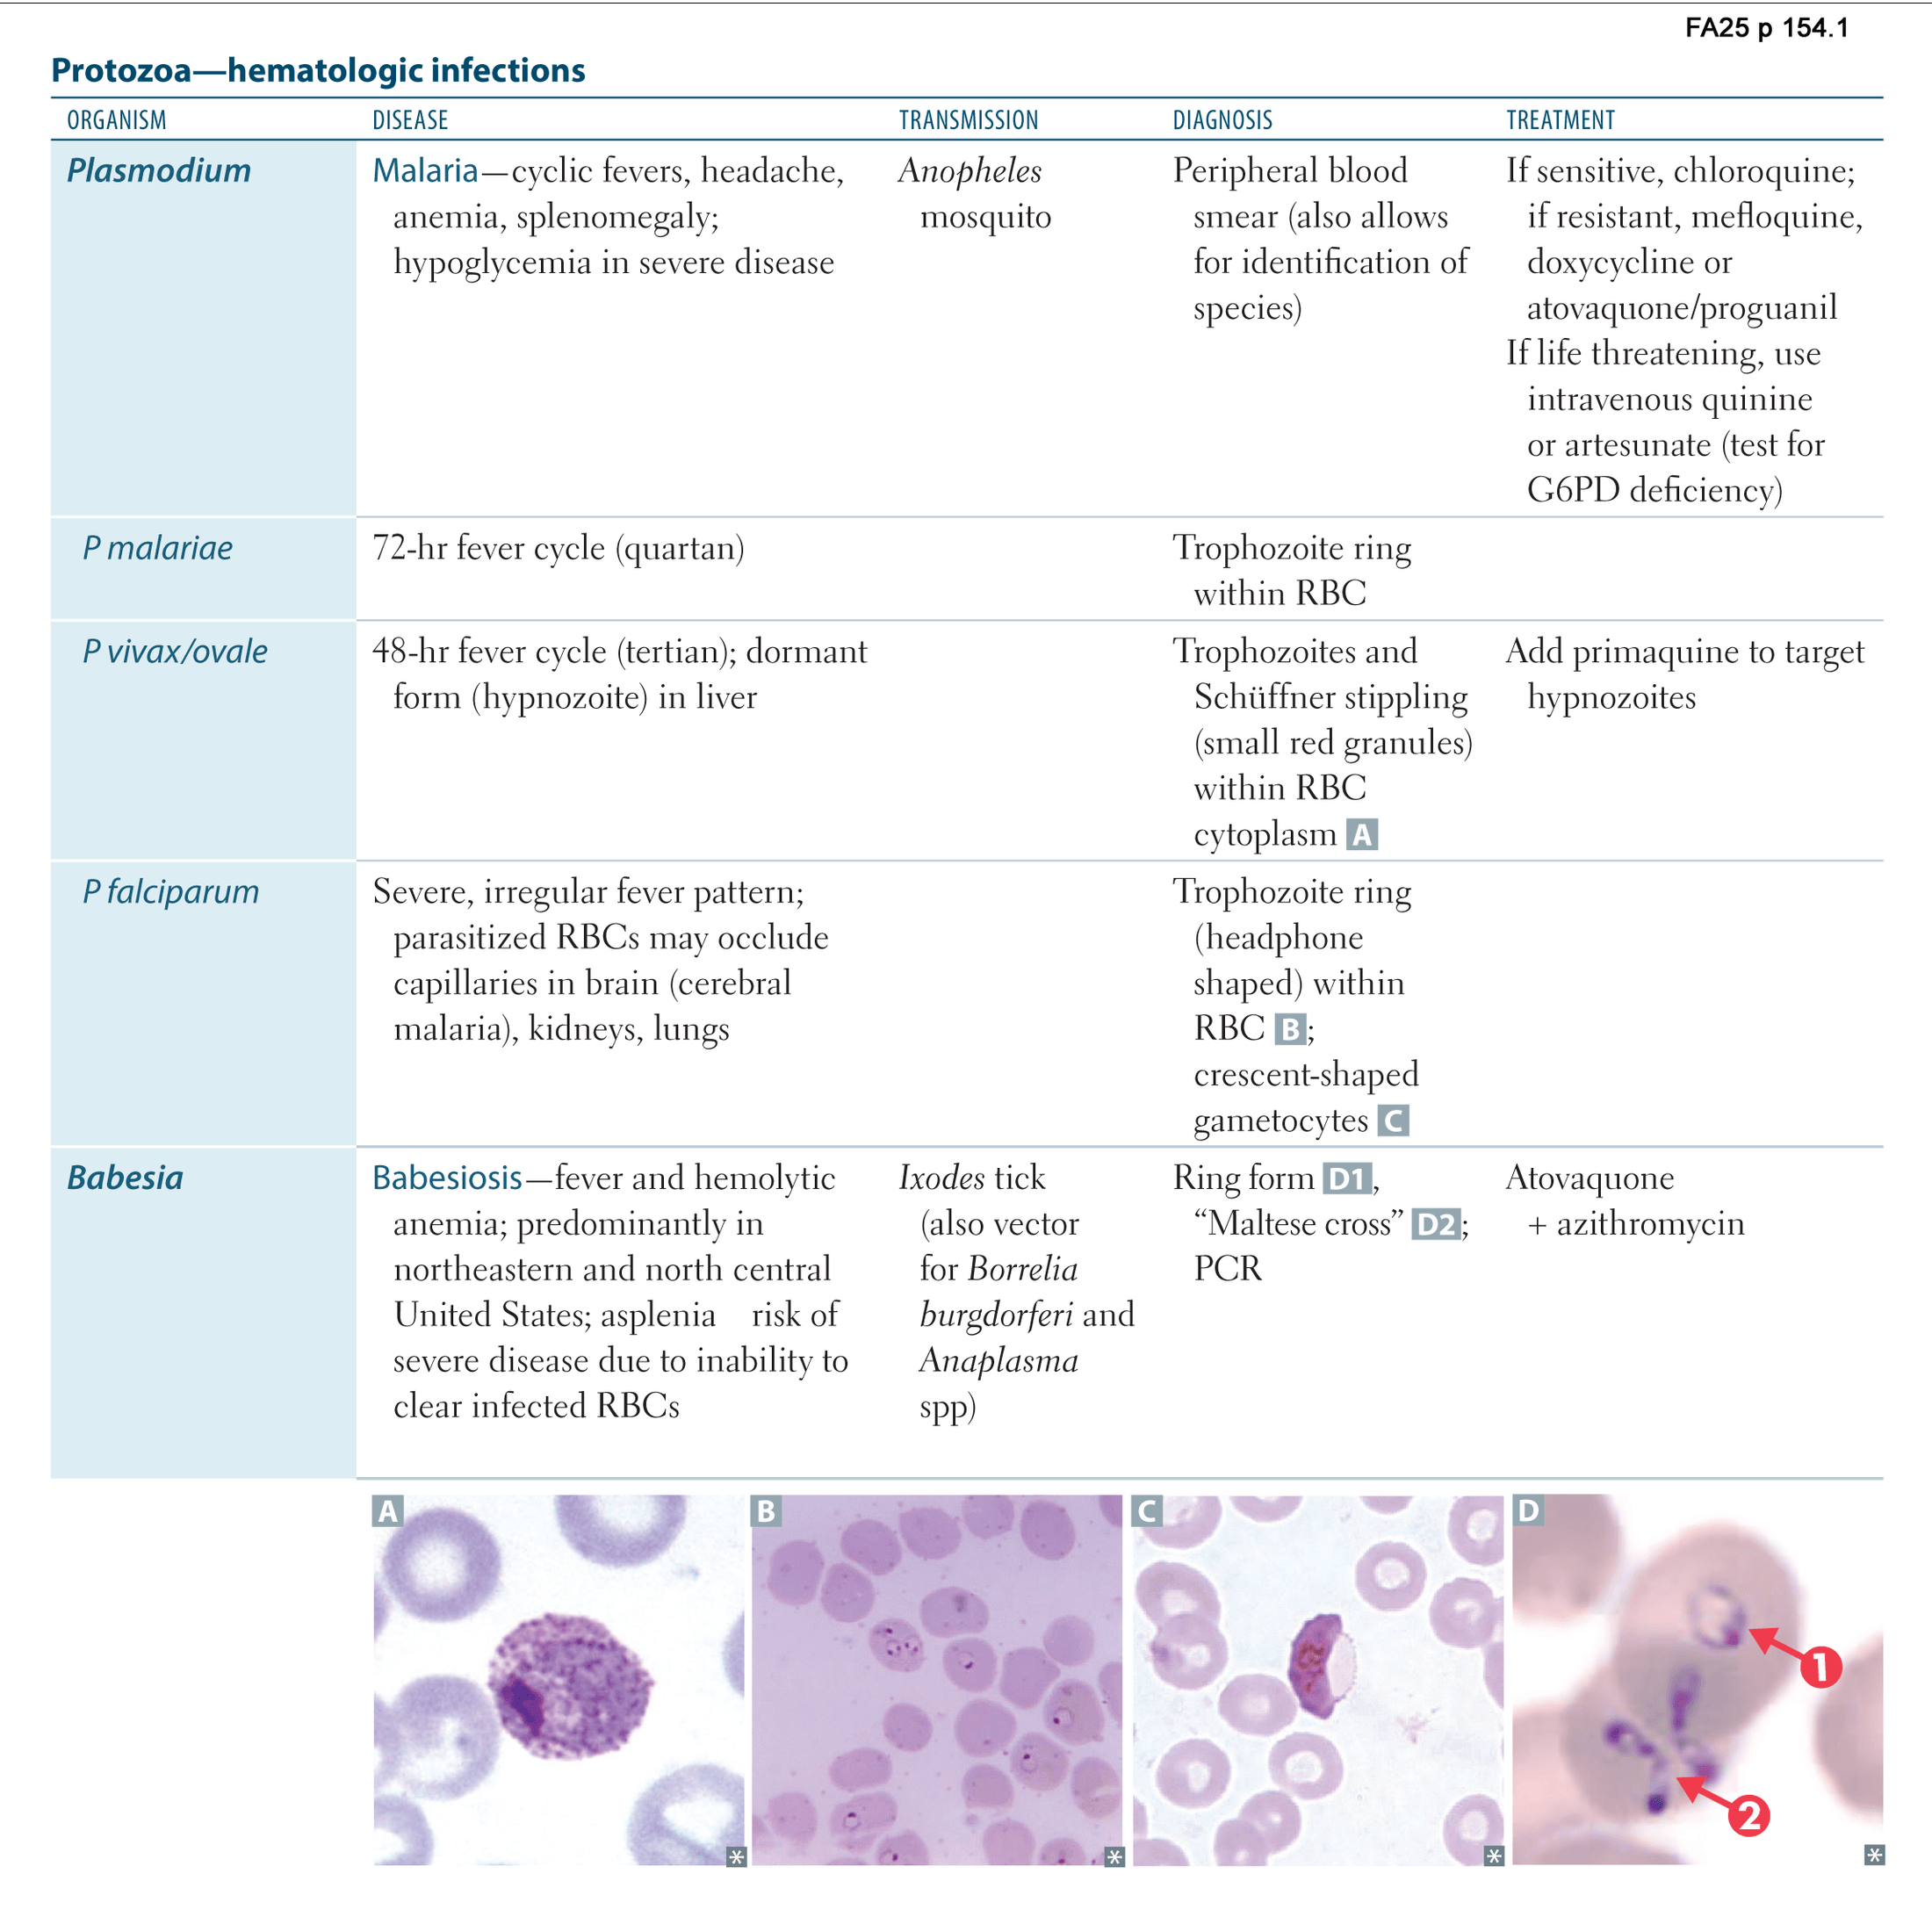 FA25 p 154.1
Protozoa—hematologic infections
ORGANISM DISEASE TRANSMISSION DIAGNOSIS TREATMENT
Plasmodium
Malaria—cyclic fevers, headache,
anemia, splenomegaly;
hypoglycemia in severe disease
Anopheles
mosquito
Peripheral blood
smear (also allows
for identification of
species)
If sensitive, chloroquine;
if resistant, mefloquine,
doxycycline or
atovaquone/proguanil
If life threatening, use
intravenous quinine
or artesunate (test for
G6PD deficiency)
P malariae
72-hr fever cycle (quartan)
Trophozoite ring
within RBC
P vivax/ovale
48-hr fever cycle (tertian); dormant
form (hypnozoite) in liver
Trophozoites and
Schüffner stippling
(small red granules)
within RBC
cytoplasm A
Add primaquine to target
hypnozoites
P falciparum
Severe, irregular fever pattern;
parasitized RBCs may occlude
capillaries in brain (cerebral
malaria), kidneys, lungs
Trophozoite ring
(headphone
shaped) within
RBC B;
crescent-shaped
gametocytes C
Babesia
Babesiosis—fever and hemolytic
anemia; predominantly in
northeastern and north central
United States; asplenia risk of
severe disease due to inability to
clear infected RBCs
Ixodes tick
(also vector
for Borrelia
burgdorferi and
Anaplasma
spp)
Ring form D1,
“Maltese cross” D2;
PCR
Atovaquone
+ azithromycin
A
B
C
D
1
2
* * * *